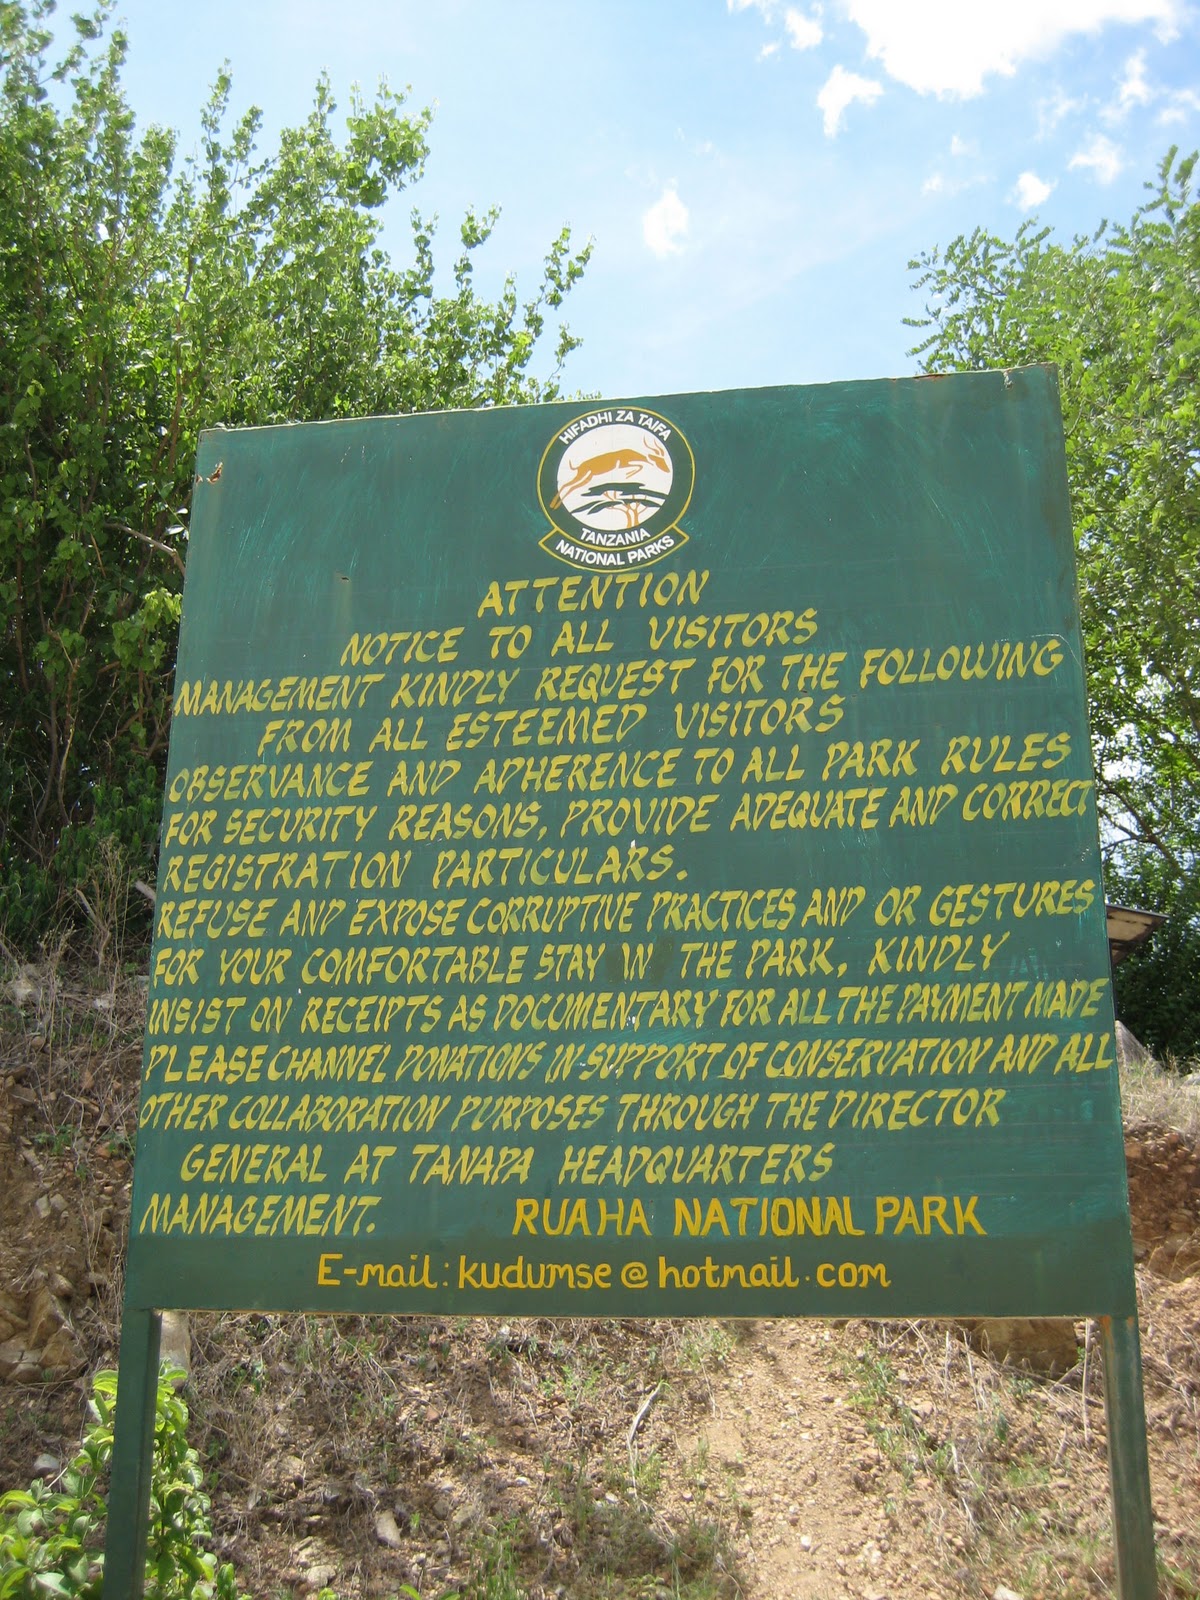 HIFADHI ZA TAIFA
TANZANIA
NATIONAL PARKS
ATTENTION
NOTICE TO ALL VISITORS
MANAGEMENT KINDLY REQUEST FOR THE FOLLOWING
FROM ALL ESTEEMED VISITORS
OBSERVANCE AND ADHERENCE TO ALL PARK RULES
FOR SECURITY REASONS, PROVIDE ADEQUATE AND CORRECT
REGISTRATION PARTICULARS.
REFUSE AND EXPOSE CORRUPTIVE PRACTICES AND OR GESTURES
FOR YOUR COMFORTABLE STAY IN THE PARK, KINDLY
INSIST ON RECEIPTS AS DOCUMENTARY FOR ALL THE PAYMENT MADE
PLEASE CHANNEL DONATIONS IN SUPPORT OF CONSERVATION AND ALL
OTHER COLLABORATION PURPOSES THROUGH THE DIRECTOR
GENERAL AT TANAPA HEADQUARTERS
MANAGEMENT. RUAHA NATIONAL PARK
E-mail: kudumse@hotmail.com